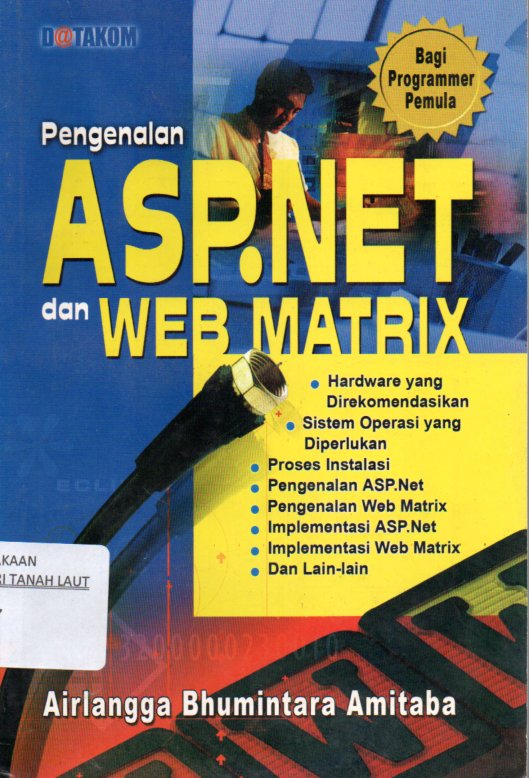 D@TAKOM
Bagi
Programmer
Pemula
Pengenalan
ASP.NET
dan WEB MATRIX
Hardware yang
Direkomendasikan
Sistem Operasi yang
Diperlukan
Proses Instalasi
Pengenalan ASP.Net
Pengenalan Web Matrix
Implementasi ASP.Net
Implementasi Web Matrix
Dan Lain-lain
ECLI
AKAAN
RI TANAH LAUT
Airlangga Bhumintara Amitaba